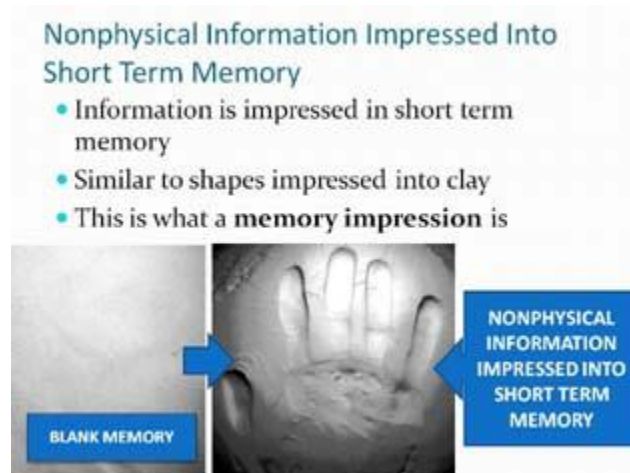 Nonphysical Information Impressed Into
Short Term Memory
• Information is impressed in short term
memory
• Similar to shapes impressed into clay
• This is what a memory impression is
BLANK MEMORY
NONPHYSICAL
INFORMATION
IMPRESSED INTO
SHORT TERM
MEMORY